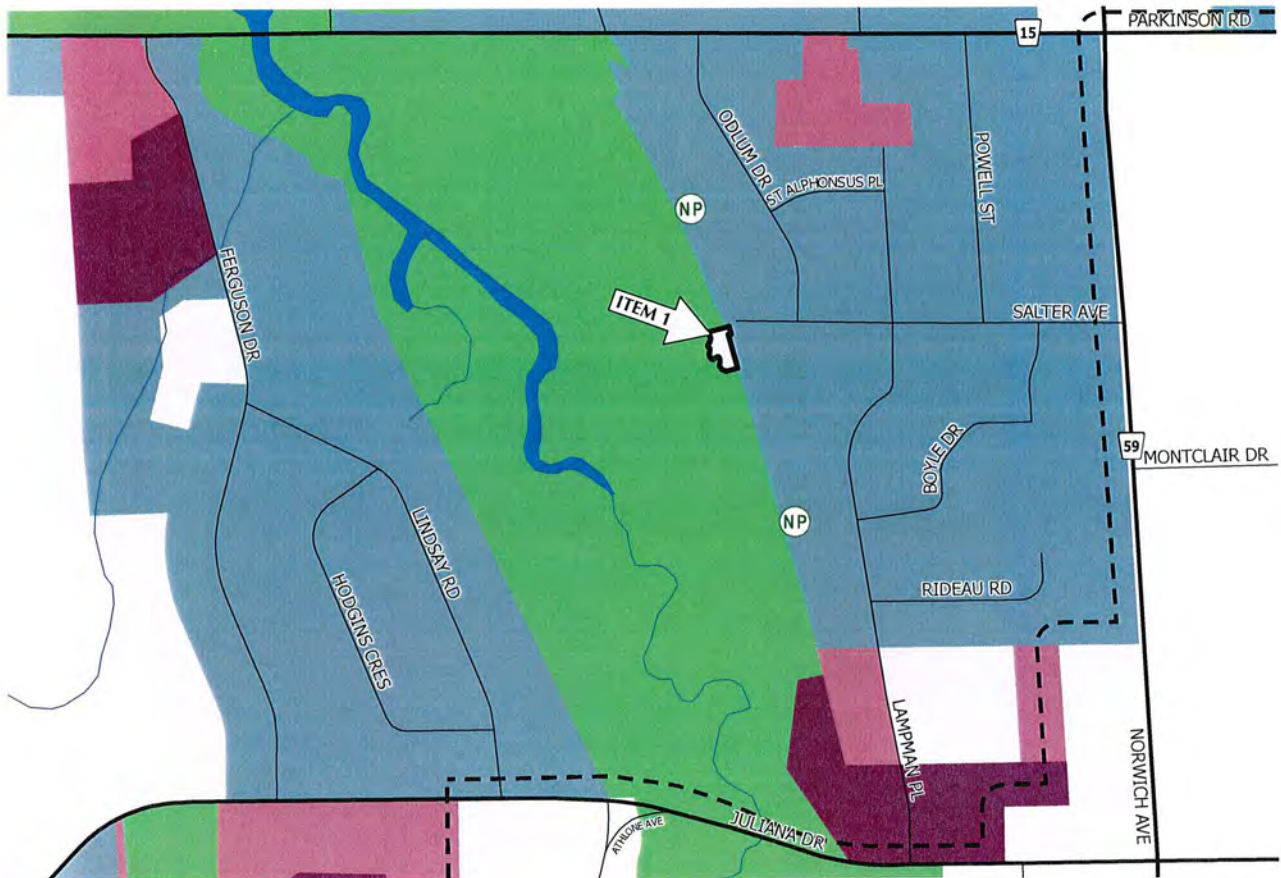 PARKINSON RD
15
ODLUM DR
POWELL ST
ST ALPHONSUS PL
NP
FERGUSON DR
ITEM 1
SALTER AVE
59
MONTCLAIR DR
BOYLE DR
LINDSAY RD
NP
HODGINS CRES
RIDEAU RD
LAMPMAN PL
NORWICH AVE
JULIANA DR
ATHLONE AVE